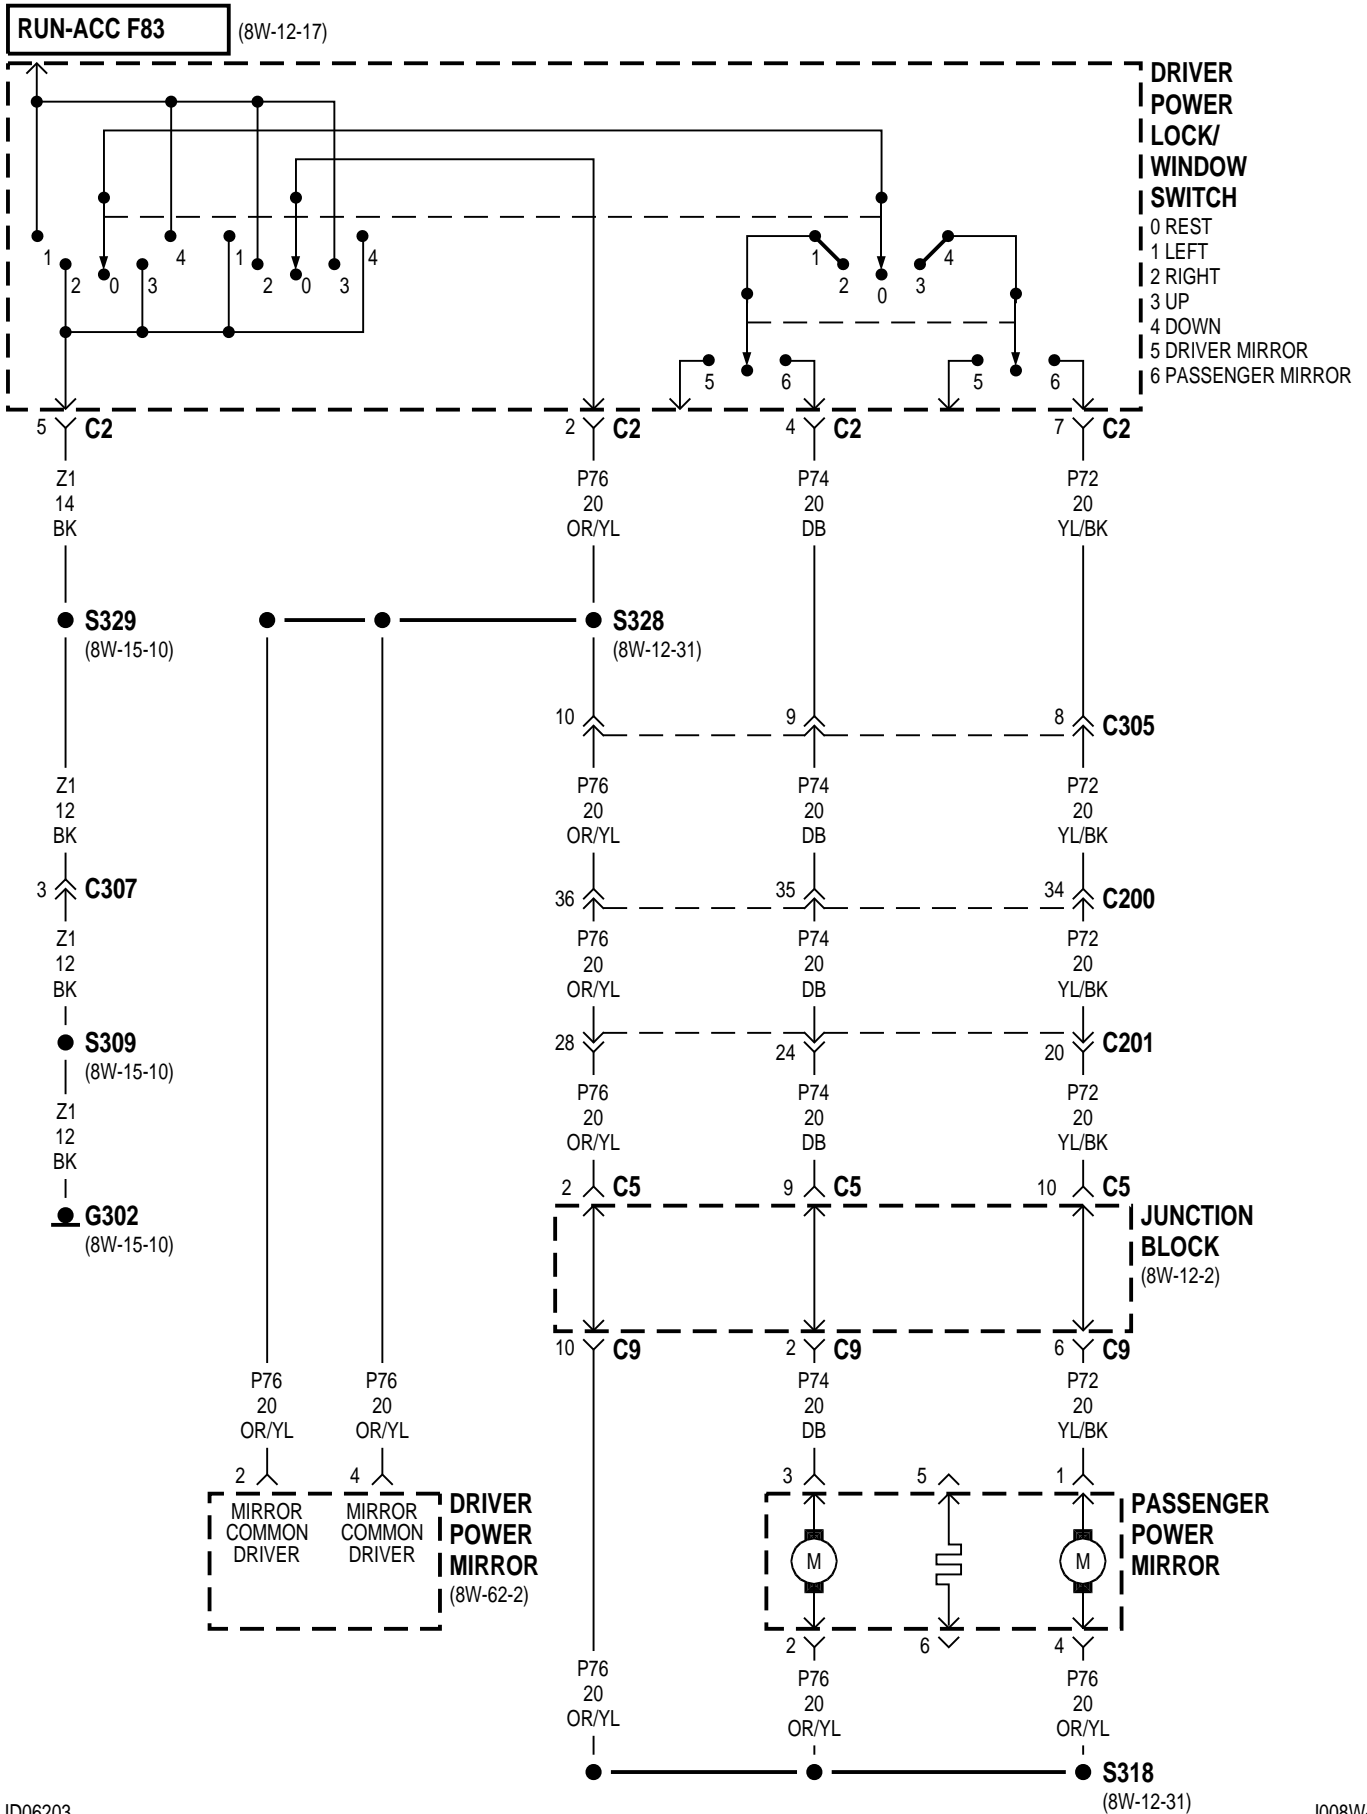 RUN-ACC F83 (8W-12-17)
DRIVER
POWER
LOCK/
WINDOW
SWITCH
0 REST
1 LEFT
2 RIGHT
3 UP
4 DOWN
5 DRIVER MIRROR
6 PASSENGER MIRROR
1 2 0 3 4 1 2 0 3 4 1 2 0 3 4
5 6 5 6
5 C2 2 C2 4 C2 7 C2
Z1 P76 P74 P72
14 20 20 20
BK OR/YL DB YL/BK
S329 S328
(8W-15-10) (8W-12-31)
10 9 8 C305
Z1 P76 P74 P72
12 20 20 20
BK OR/YL DB YL/BK
3 C307 36 35 34 C200
Z1 P76 P74 P72
12 20 20 20
BK OR/YL DB YL/BK
S309 28 24 20 C201
(8W-15-10)
Z1 P76 P74 P72
12 20 20 20
BK OR/YL DB YL/BK
2 C5 9 C5 10 C5
G302
(8W-15-10)
JUNCTION
BLOCK
(8W-12-2)
10 C9 2 C9 6 C9
P76 P76 P74 P72
20 20 20 20
OR/YL OR/YL DB YL/BK
2 4 3 5 1
MIRROR
COMMON
DRIVER
MIRROR
COMMON
DRIVER
DRIVER
POWER
MIRROR
(8W-62-2)
M M
PASSENGER
POWER
MIRROR
2 6 4
P76 P76 P76
20 20 20
OR/YL OR/YL OR/YL
S318
(8W-12-31)
JD06203 J008W-